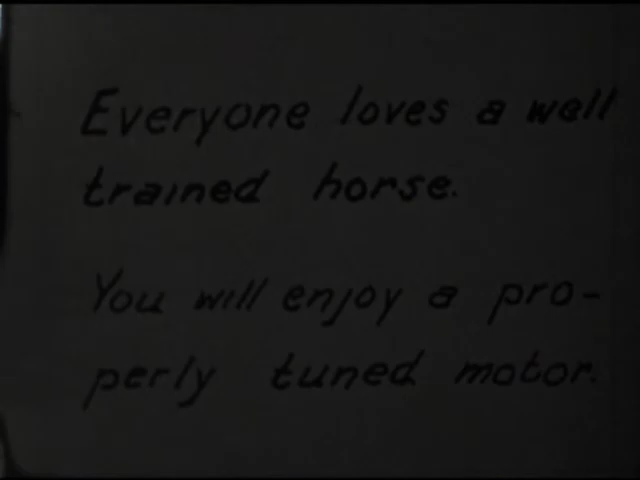 Everyone loves a well
trained horse.
You will enjoy a pro-
perly tuned motor.